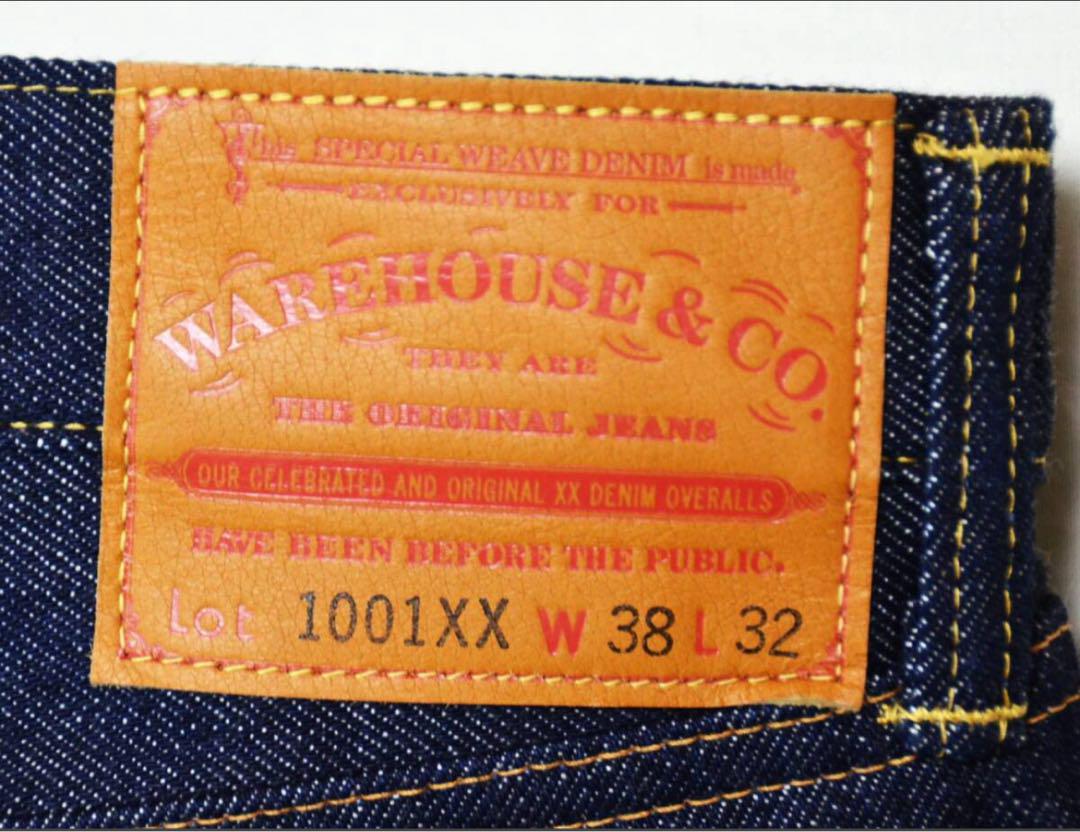 This SPECIAL WEAVE DENIM is made
EXCLUSIVELY FOR
WAREHOUSE & CO.
THEY ARE
THE ORIGINAL JEANS
OUR CELEBRATED AND ORIGINAL XX DENIM OVERALLS
HAVE BEEN BEFORE THE PUBLIC.
Lot 1001XX W 38 L 32